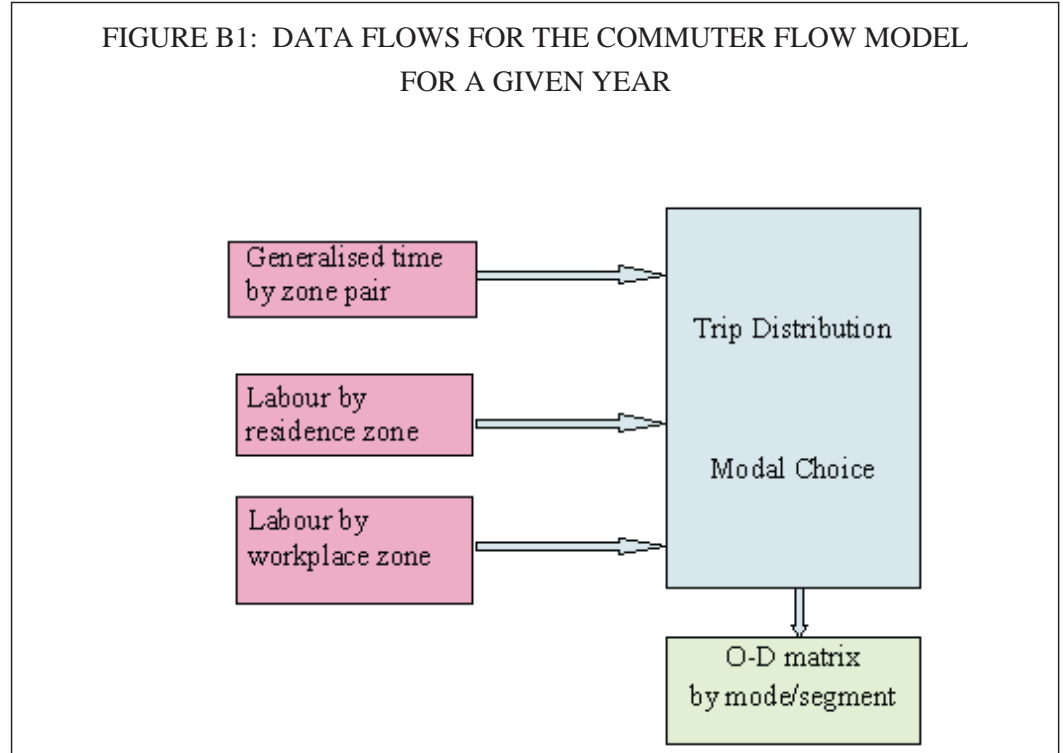 FIGURE B1: DATA FLOWS FOR THE COMMUTER FLOW MODEL
FOR A GIVEN YEAR
Generalised time
by zone pair
Labour by
residence zone
Labour by
workplace zone
Trip Distribution
Modal Choice
O-D matrix
by mode/segment